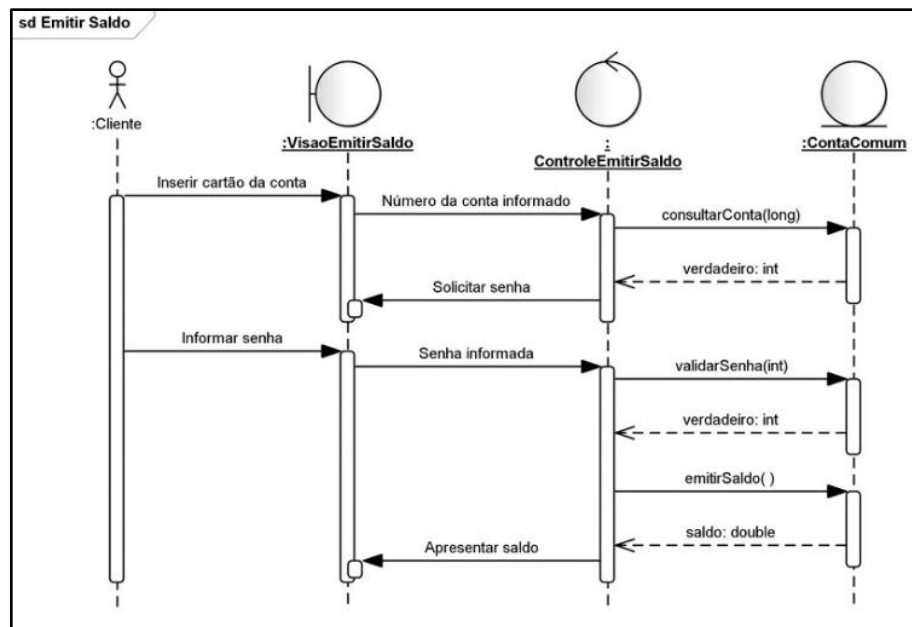 sd Emitir Saldo
:Cliente
:VisaoEmitirSaldo
:
ControleEmitirSaldo
:ContaComum
Inserir cartão da conta
Número da conta informado
consultarConta(long)
verdadeiro: int
Solicitar senha
Informar senha
Senha informada
validarSenha(int)
verdadeiro: int
emitirSaldo( )
saldo: double
Apresentar saldo